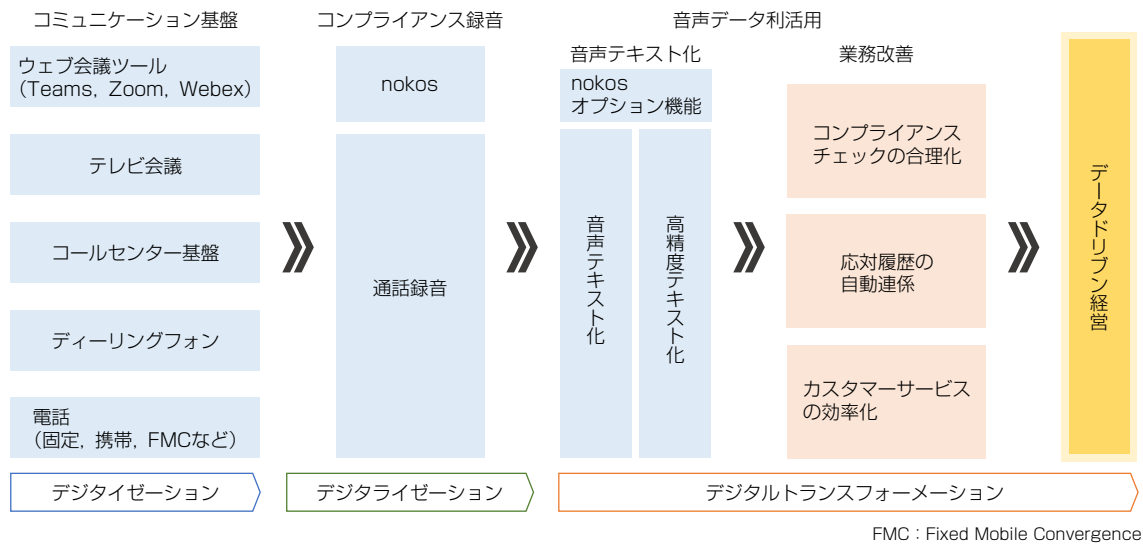 コミュニケーション基盤
コンプライアンス録音
音声データ利活用
音声テキスト化
業務改善
ウェブ会議ツール
（Teams，Zoom，Webex）
テレビ会議
コールセンター基盤
ディーリングフォン
電話
（固定，携帯，FMCなど）
nokos
通話録音
nokos
オプション機能
音声テキスト化
高精度テキスト化
コンプライアンス
チェックの合理化
応対履歴の
自動連係
カスタマーサービス
の効率化
データドリブン経営
デジタイゼーション
デジタライゼーション
デジタルトランスフォーメーション
FMC：Fixed Mobile Convergence